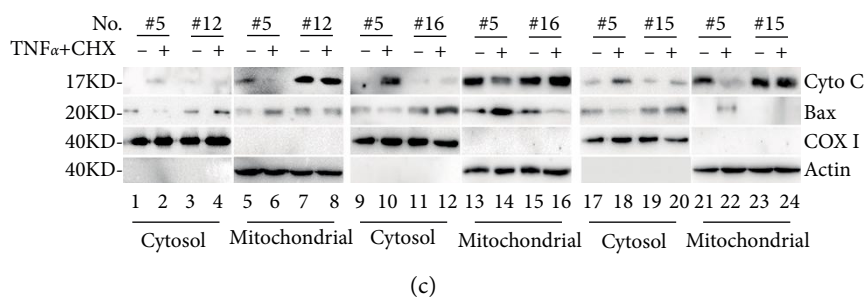 No. #5 #12 #5 #12 #5 #16 #5 #16 #5 #15 #5 #15
TNFα+CHX – + – + – + – + – + – + – + – + – + – + – + – +
17KD- Cyto C
20KD- Bax
40KD- COX I
40KD- Actin
1 2 3 4 5 6 7 8 9 10 11 12 13 14 15 16 17 18 19 20 21 22 23 24
Cytosol Mitochondrial Cytosol Mitochondrial Cytosol Mitochondrial
(c)